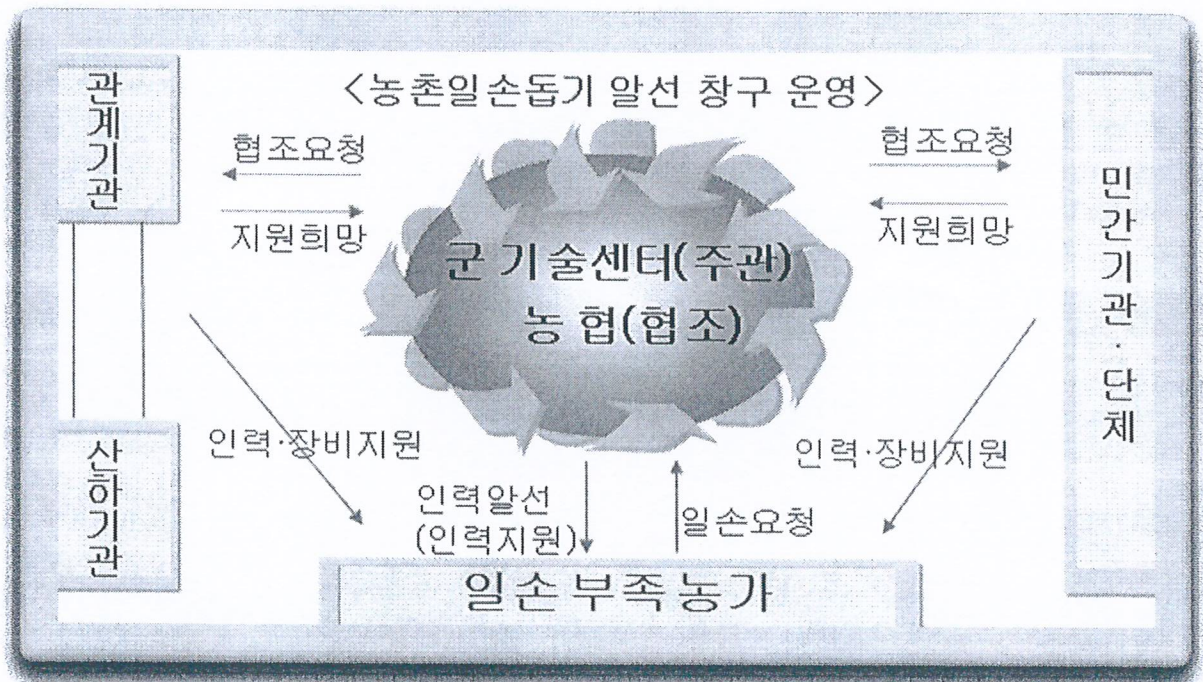 <농촌일손돕기 알선 창구 운영>
관계기관
협조요청
지원희망
군 기술센터(주관)
농 협(협조)
협조요청
지원희망
민간기관·단체
산하기관
인력·장비지원
인력·장비지원
인력알선
(인력지원)
일손요청
일손 부족 농가